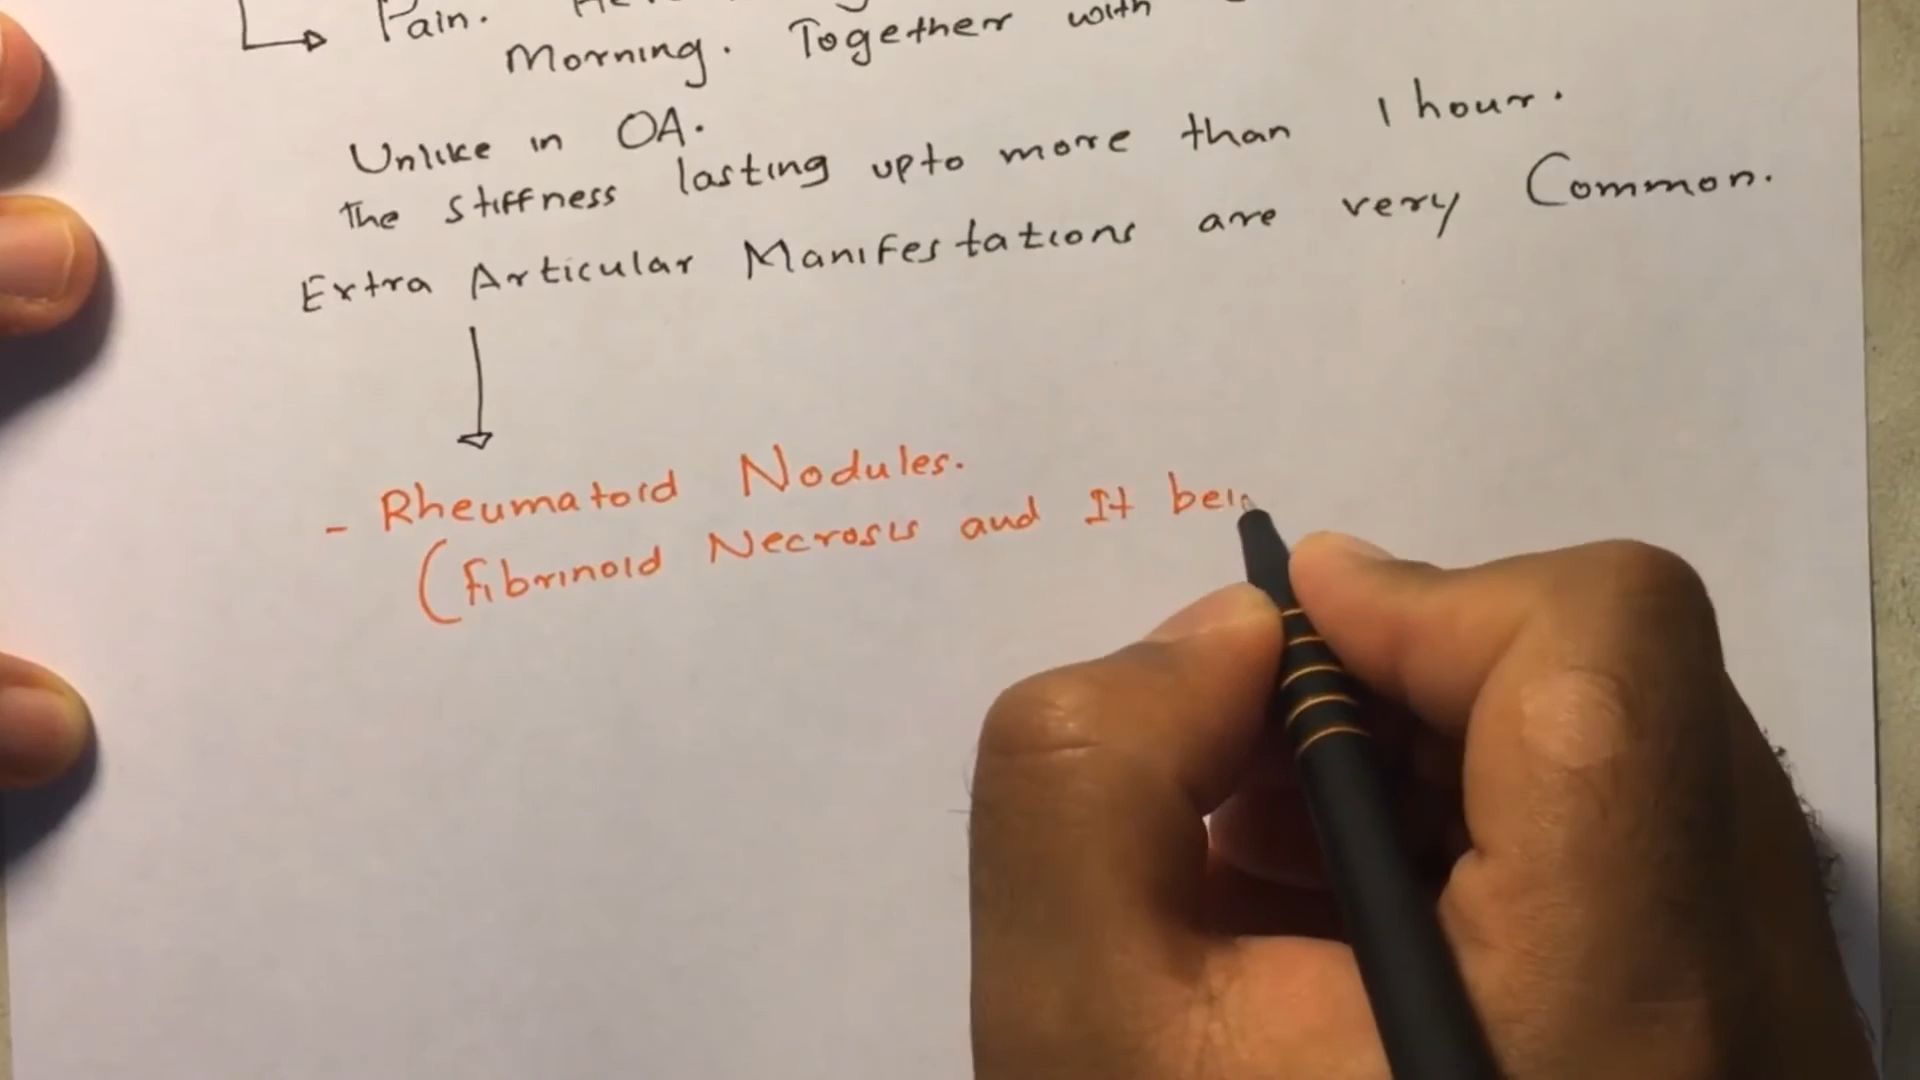 Pain.
Morning. Together with
Unlike in OA.
The stiffness lasting upto more than 1 hour.
Extra Articular Manifestations are very Common.
- Rheumatoid Nodules.
(Fibrinoid Necrosis and It bein